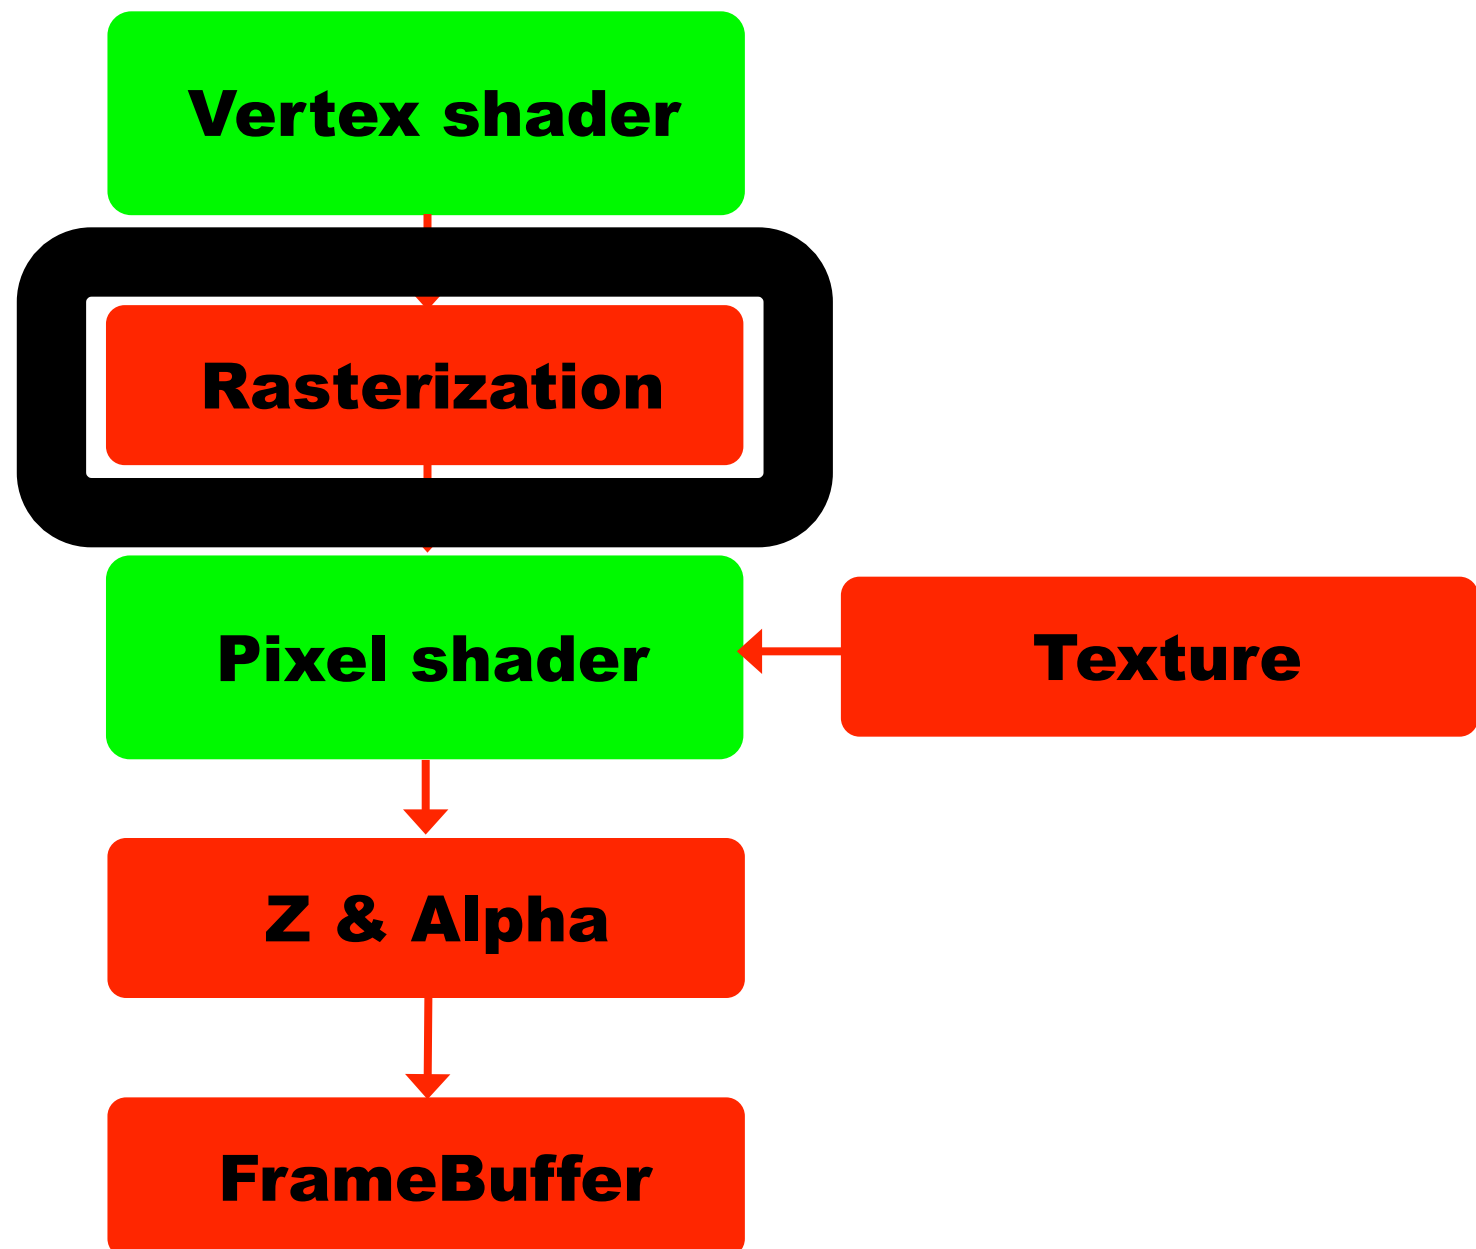 Vertex shader
Rasterization
Pixel shader
Texture
Z & Alpha
FrameBuffer